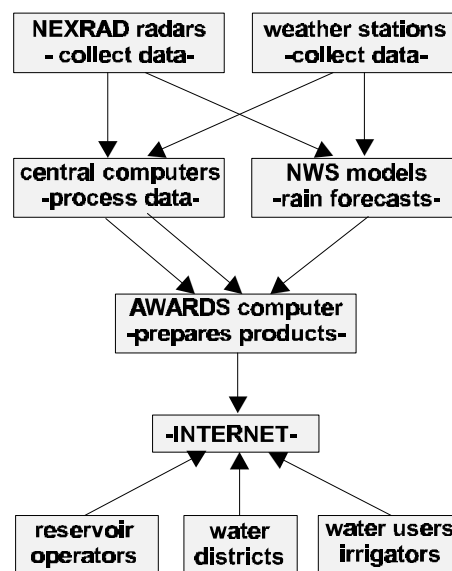 NEXRAD radars
- collect data-
weather stations
-collect data-
central computers
-process data-
NWS models
-rain forecasts-
AWARDS computer
-prepares products-
-INTERNET-
reservoir
operators
water
districts
water users
irrigators